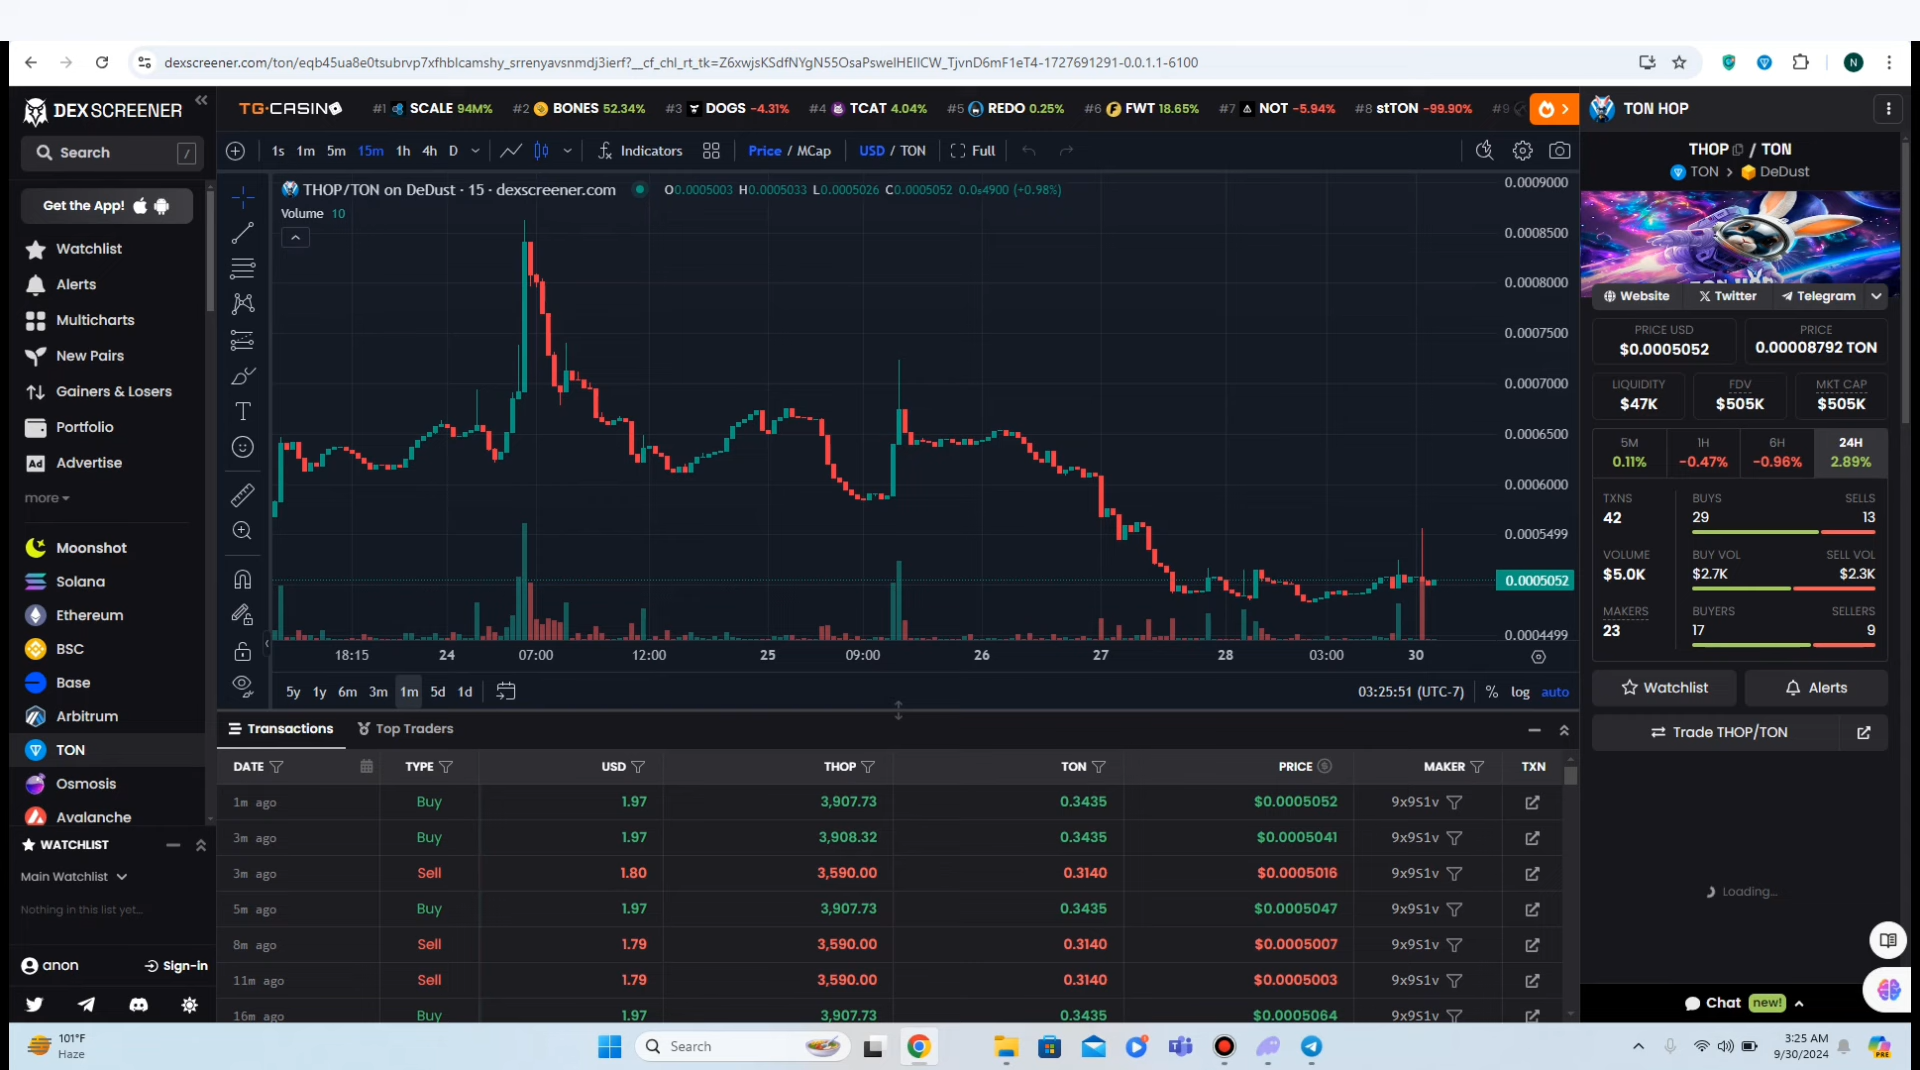 dexscreener.com/ton/eqb45ua8e0tsubrvp7xfhblcamshy_srrenyavsnmdj3ierf?__cf_chl_rt_tk=Z6xwjsKSdfNYgN55OsaPswelHEIlCW_TjvnD6mF1eT4-1727691291-0.0.1.1-6100
N
DEX SCREENER
TG.CASINO
#1 SCALE 94M%
#2 BONES 52.34%
#3 DOGS -4.31%
#4 TCAT 4.04%
#5 REDO 0.25%
#6 FWT 18.65%
#7 NOT -5.94%
#8 stTON -99.90%
#9
TON HOP
Search /
Get the App!
Watchlist
Alerts
Multicharts
New Pairs
Gainers & Losers
Portfolio
Ad Advertise
more
Moonshot
Solana
Ethereum
BSC
Base
Arbitrum
TON
Osmosis
Avalanche
WATCHLIST
Main Watchlist
Nothing in this list yet...
anon Sign-in
1s 1m 5m 15m 1h 4h D Indicators Price / MCap USD / TON Full
THOP/TON on DeDust · 15 · dexscreener.com O0.0005003 H0.0005033 L0.0005026 C0.0005052 0.0₅4900 (+0.98%)
Volume 10
0.0009000
0.0008500
0.0008000
0.0007500
0.0007000
0.0006500
0.0006000
0.0005499
0.0005052
0.0004499
18:15 24 07:00 12:00 25 09:00 26 27 28 03:00 30
5y 1y 6m 3m 1m 5d 1d 03:25:51 (UTC-7) % log auto
Transactions Top Traders
DATE TYPE USD THOP TON PRICE MAKER TXN
1m ago Buy 1.97 3,907.73 0.3435 $0.0005052 9x9S1v
3m ago Buy 1.97 3,908.32 0.3435 $0.0005041 9x9S1v
3m ago Sell 1.80 3,590.00 0.3140 $0.0005016 9x9S1v
5m ago Buy 1.97 3,907.73 0.3435 $0.0005047 9x9S1v
8m ago Sell 1.79 3,590.00 0.3140 $0.0005007 9x9S1v
11m ago Sell 1.79 3,590.00 0.3140 $0.0005003 9x9S1v
16m ago Buy 1.97 3,907.73 0.3435 $0.0005064 9x9S1v
THOP / TON
TON > DeDust
Website Twitter Telegram
PRICE USD PRICE
$0.0005052 0.00008792 TON
LIQUIDITY FDV MKT CAP
$47K $505K $505K
5M 1H 6H 24H
0.11% -0.47% -0.96% 2.89%
TXNS BUYS SELLS
42 29 13
VOLUME BUY VOL SELL VOL
$5.0K $2.7K $2.3K
MAKERS BUYERS SELLERS
23 17 9
Watchlist Alerts
Trade THOP/TON
Loading...
Chat new!
101°F
Haze
Search
3:25 AM
9/30/2024
PRE